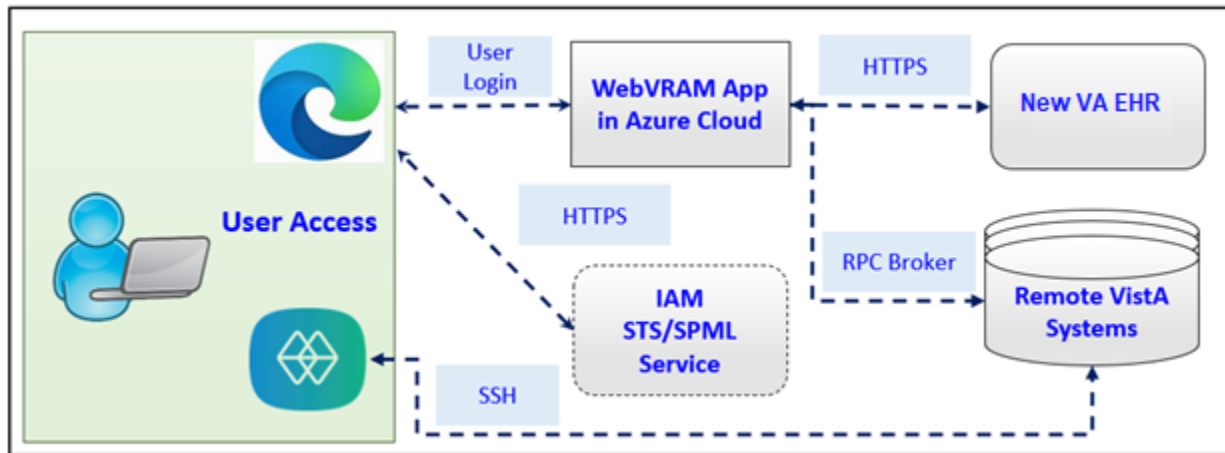 User
Login
WebVRAM App
in Azure Cloud
HTTPS
New VA EHR
User Access
HTTPS
RPC Broker
IAM
STS/SPML
Service
Remote VistA
Systems
SSH